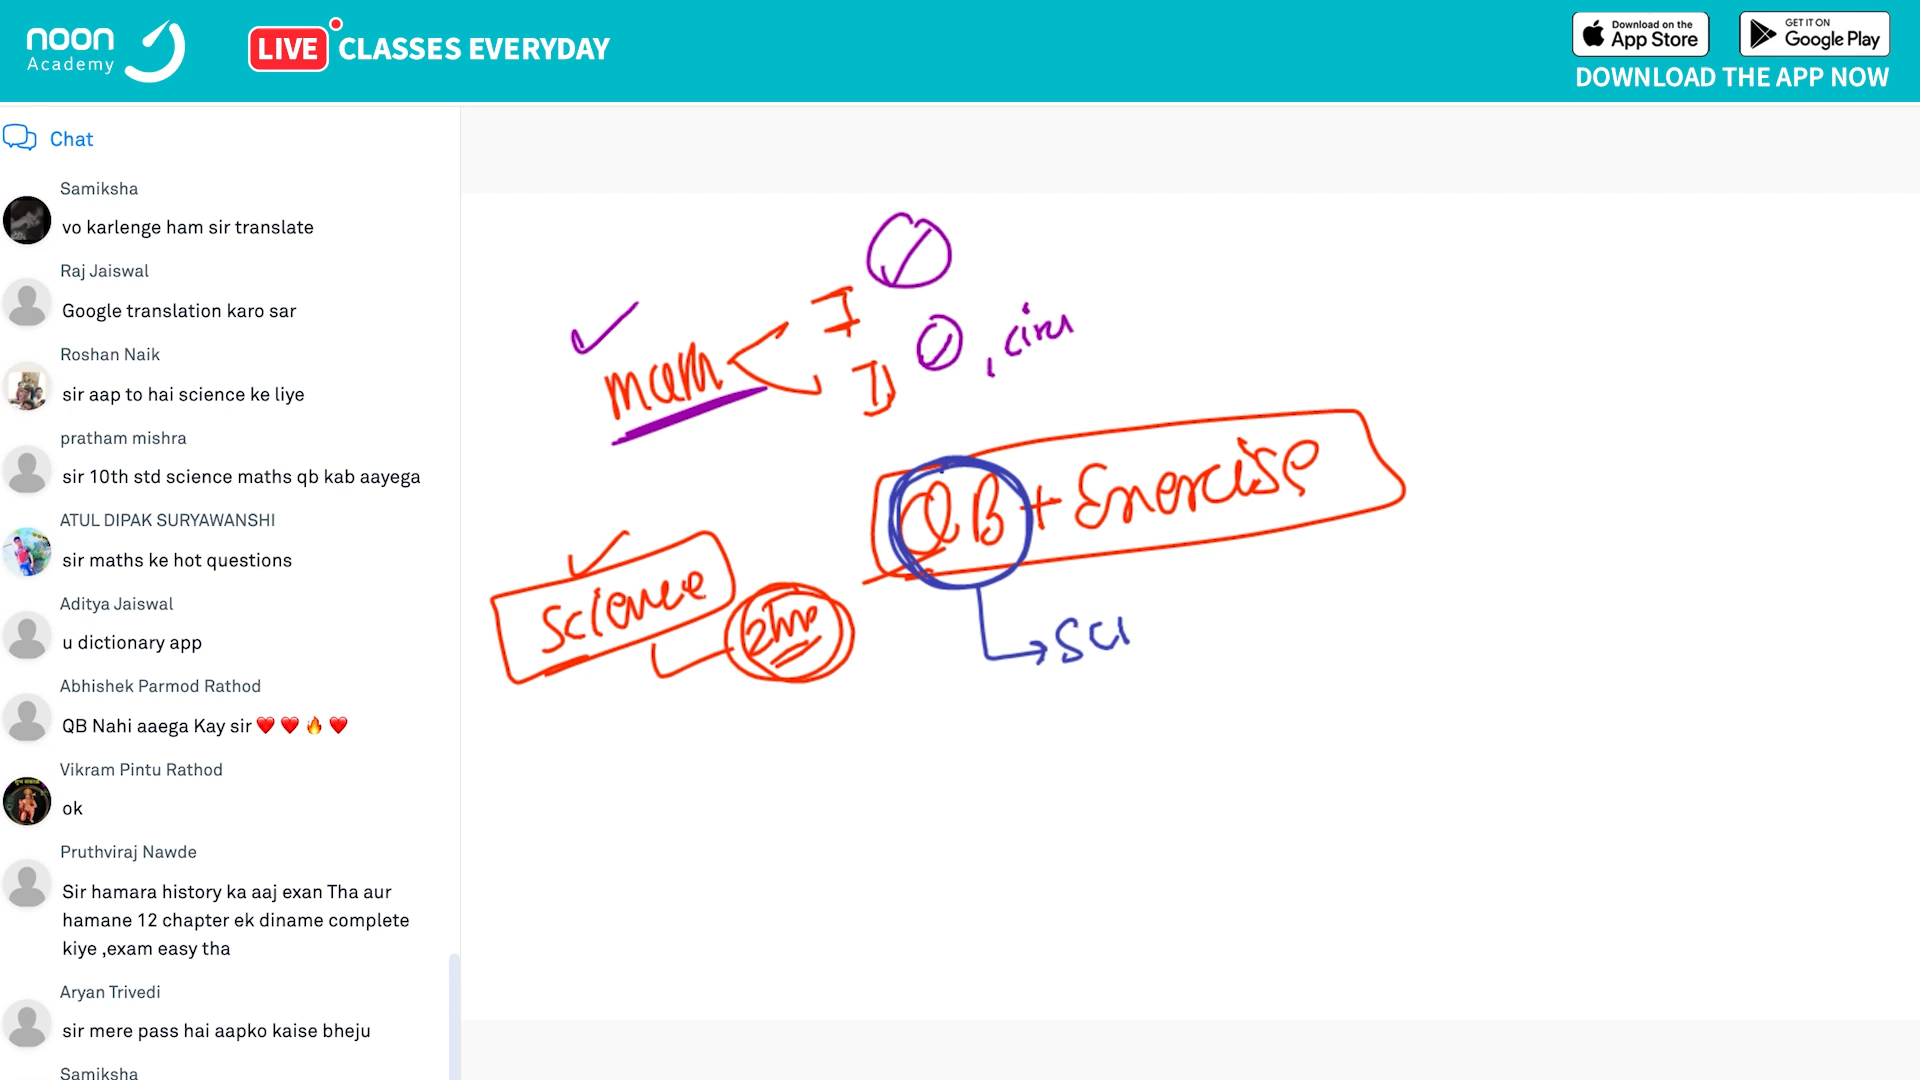 noon
Academy
LIVE CLASSES EVERYDAY
Download on the
App Store
GET IT ON
Google Play
DOWNLOAD THE APP NOW
Chat
Samiksha
vo karlenge ham sir translate
Raj Jaiswal
Google translation karo sar
Roshan Naik
sir aap to hai science ke liye
pratham mishra
sir 10th std science maths qb kab aayega
ATUL DIPAK SURYAWANSHI
sir maths ke hot questions
Aditya Jaiswal
u dictionary app
Abhishek Parmod Rathod
QB Nahi aaega Kay sir❤️ ❤️ 🔥 ❤️
Vikram Pintu Rathod
ok
Pruthviraj Nawde
Sir hamara history ka aaj exan Tha aur
hamane 12 chapter ek diname complete
kiye ,exam easy tha
Aryan Trivedi
sir mere pass hai aapko kaise bheju
Samiksha
I
II
QB + Exercise
Science
2hr
SCI